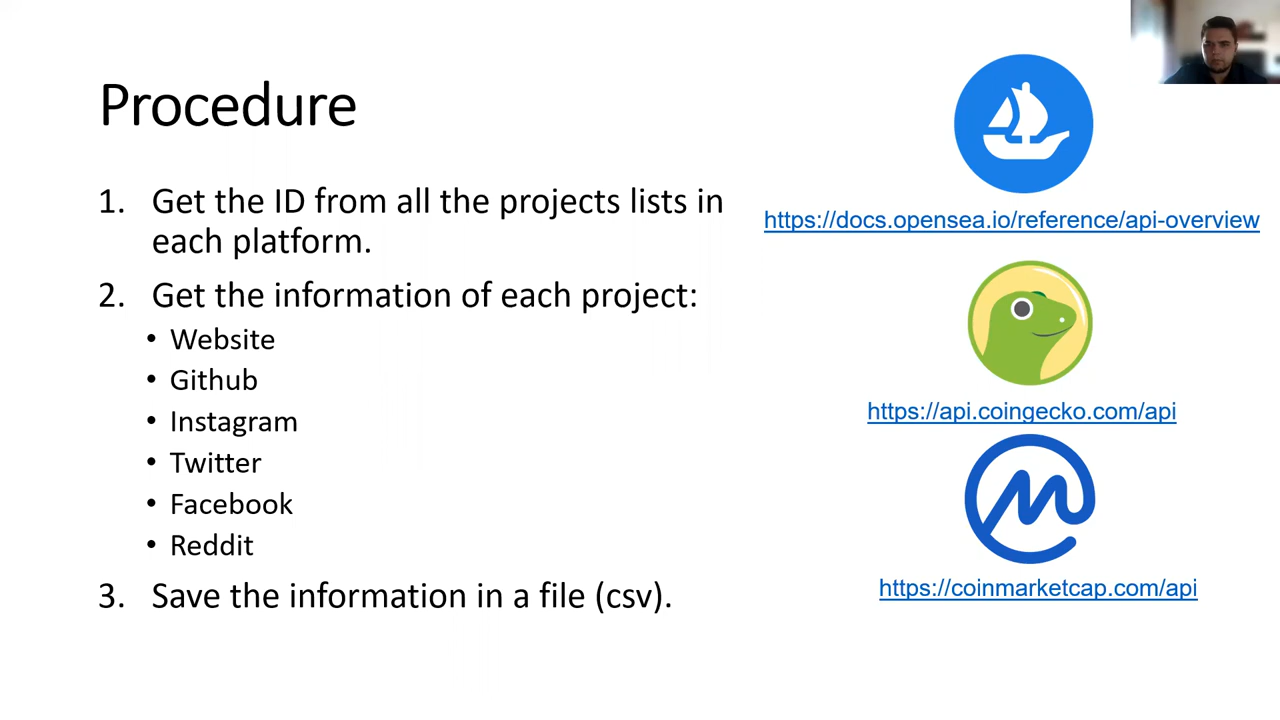 Procedure
1. Get the ID from all the projects lists in
each platform.
2. Get the information of each project:
• Website
• Github
• Instagram
• Twitter
• Facebook
• Reddit
3. Save the information in a file (csv).
https://docs.opensea.io/reference/api-overview
https://api.coingecko.com/api
https://coinmarketcap.com/api